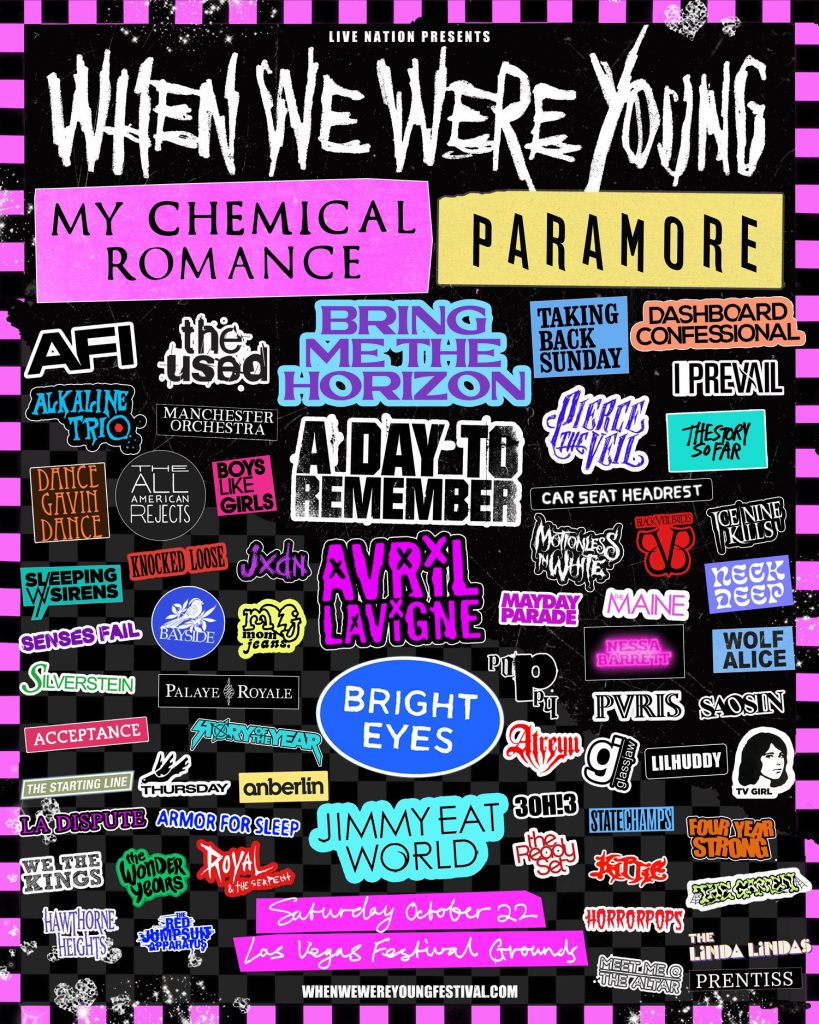 LIVE NATION PRESENTS
WHEN WE WERE YOUNG
MY CHEMICAL
ROMANCE
PARAMORE
AFI
the
used
BRING
ME THE
HORIZON
TAKING
BACK
SUNDAY
DASHBOARD
CONFESSIONAL
I PREVAIL
ALKALINE
TRIO
MANCHESTER
ORCHESTRA
A DAY TO
REMEMBER
PIERCE
THE VEIL
THE STORY
SO FAR
DANCE
GAVIN
DANCE
THE
ALL
AMERICAN
REJECTS
BOYS
LIKE
GIRLS
CAR SEAT HEADREST
MOTIONLESS
IN WHITE
BLACK VEIL BRIDES
ICE NINE
KILLS
SLEEPING
W/ SIRENS
KNOCKED LOOSE
jxdn
AVRIL
LAVIGNE
MAYDAY
PARADE
THE
MAINE
NECK
DEEP
SENSES FAIL
BAYSIDE
mom
jeans.
NESSA
BARRETT
WOLF
ALICE
SILVERSTEIN
PALAYE ROYALE
BRIGHT
EYES
POPPY
PVRIS
SAOSIN
ACCEPTANCE
STORY OF THE YEAR
Atreyu
gj
glassjaw
LILHUDDY
TV GIRL
THE STARTING LINE
THURSDAY
anberlin
LA DISPUTE
ARMOR FOR SLEEP
JIMMY EAT
WORLD
3OH!3
STATE CHAMPS
FOUR YEAR
STRONG
the
Ready
Set
WE THE
KINGS
the
Wonder
years
ROYAL
& THE SERPENT
KITTIE
THE GARDEN
HAWTHORNE
HEIGHTS
THE
RED
JUMPSUIT
APPARATUS
Saturday October 22
Las Vegas Festival Grounds
HORRORPOPS
THE
LINDA LINDAS
MEET ME @
THE ALTAR
PRENTISS
WHENWEWEREYOUNGFESTIVAL.COM